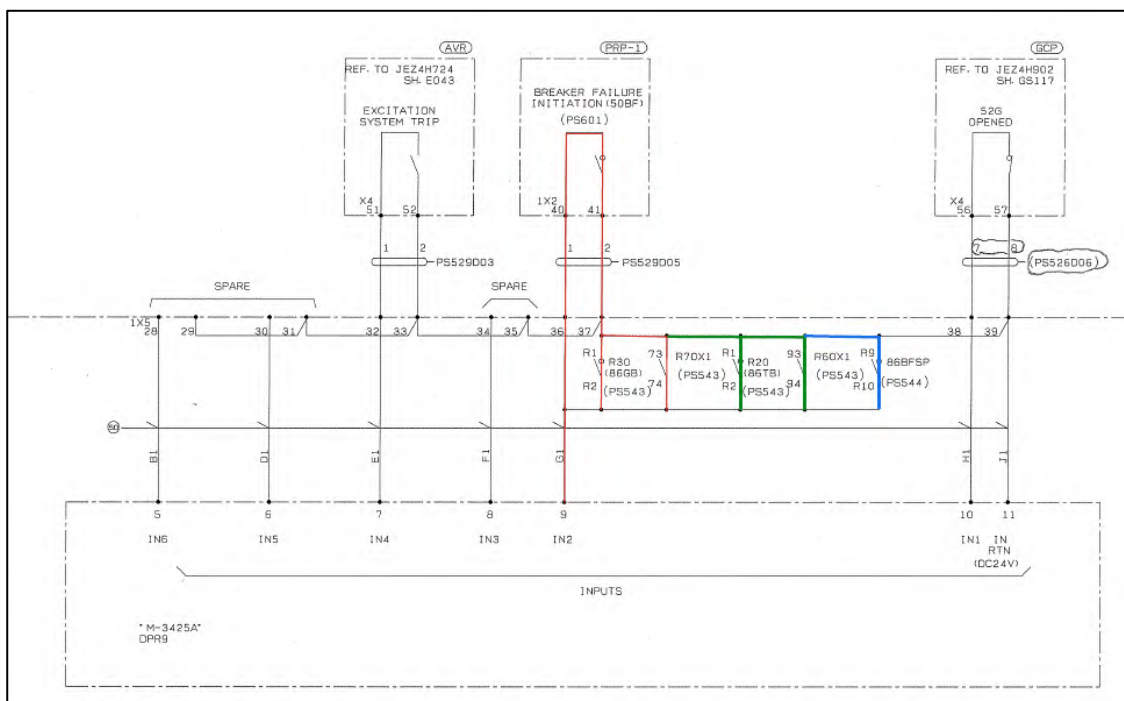 AVR
PRP-1
GCP
REF. TO JEZ4H724
SH. E043
EXCITATION
SYSTEM TRIP
X4
51 52
BREAKER FAILURE
INITIATION (50BF)
(PS601)
1X2
40 41
REF. TO JEZ4H902
SH. GS117
52G
OPENED
X4
56 57
1 2
PS529D03
1 2
PS529D05
7 8
(PS526D06)
SPARE
SPARE
1X5
28 29 30 31 32 33 34 35 36 37 38 39
R1
R30
(86GB)
R2
(PS543)
73
74
R70X1
(PS543)
R1
R20
(86TB)
R2
(PS543)
93
94
R60X1
(PS543)
R9
86BFSP
R10
(PS544)
B1 D1 E1 F1 G1 H1 J1
5 6 7 8 9 10 11
IN6 IN5 IN4 IN3 IN2 IN1 IN
RTN
(DC24V)
INPUTS
"M-3425A"
DPR9